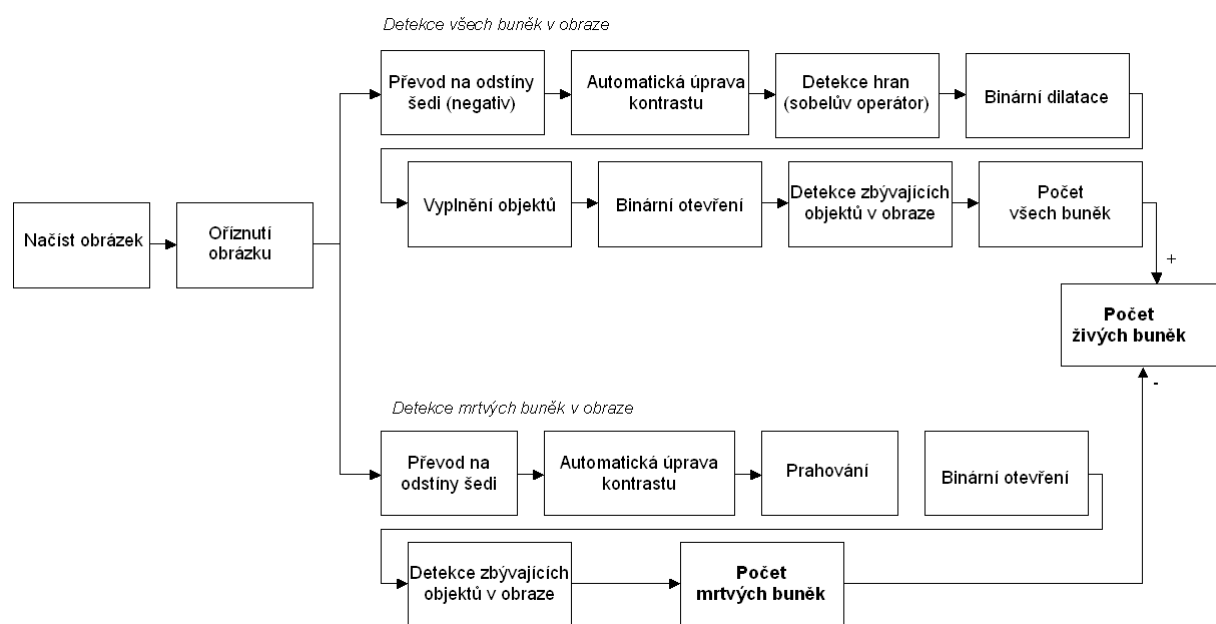 Detekce všech buněk v obraze
Převod na odstíny
šedi (negativ)
Automatická úprava
kontrastu
Detekce hran
(sobelův operátor)
Binární dilatace
Vyplnění objektů
Binární otevření
Detekce zbývajících
objektů v obraze
Počet
všech buněk
Načíst obrázek
Oříznutí
obrázku
+
Počet
živých buněk
-
Detekce mrtvých buněk v obraze
Převod na
odstíny šedi
Automatická úprava
kontrastu
Prahování
Binární otevření
Detekce zbývajících
objektů v obraze
Počet
mrtvých buněk